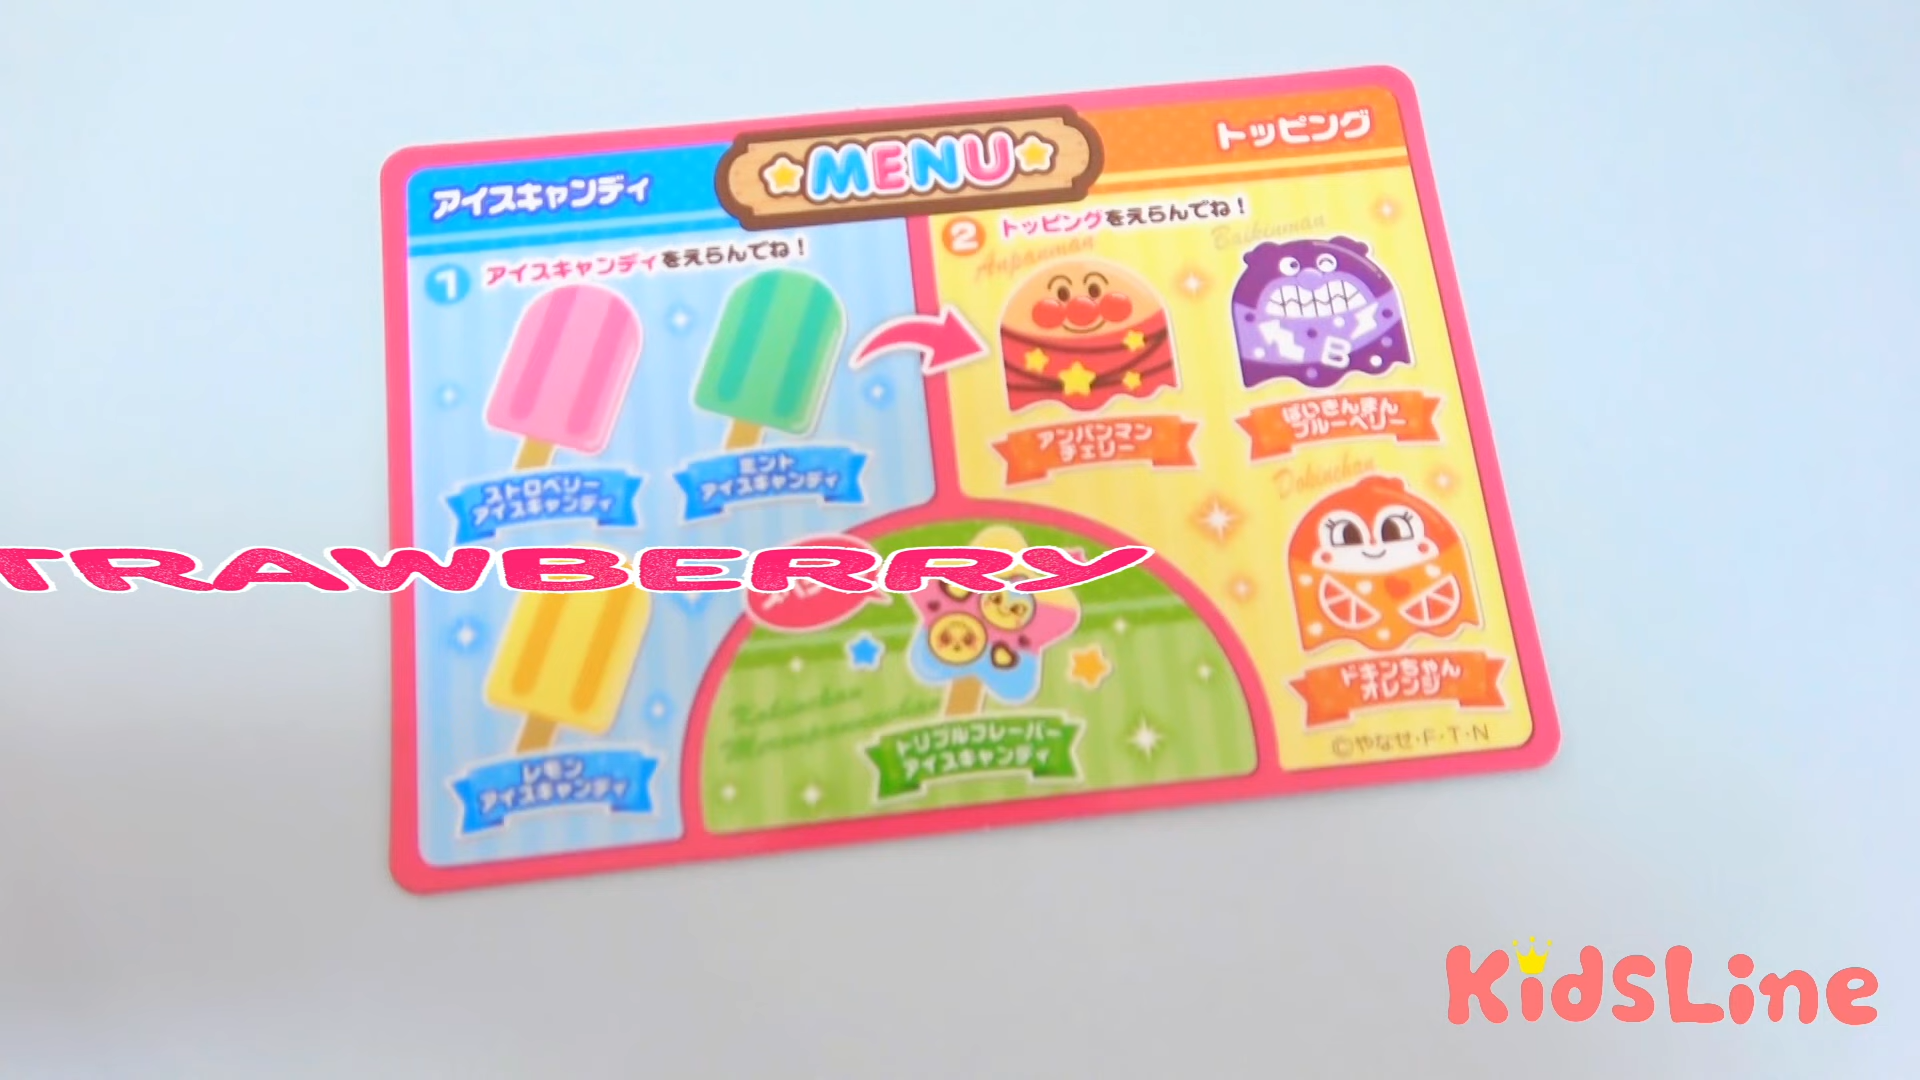 MENU
アイスキャンディ
1 アイスキャンディをえらんでね!
ストロベリー
アイスキャンディ
ミント
アイスキャンディ
レモン
アイスキャンディ
トッピング
2 トッピングをえらんでね!
Anpanman
アンパンマン
チェリー
Baikinman
B
ばいきんまん
ブルーベリー
Dokinchan
ドキンちゃん
オレンジ
トリプルフレーバー
アイスキャンディ
©やなせ・F・T・N
TRAWBERRY
KidsLine